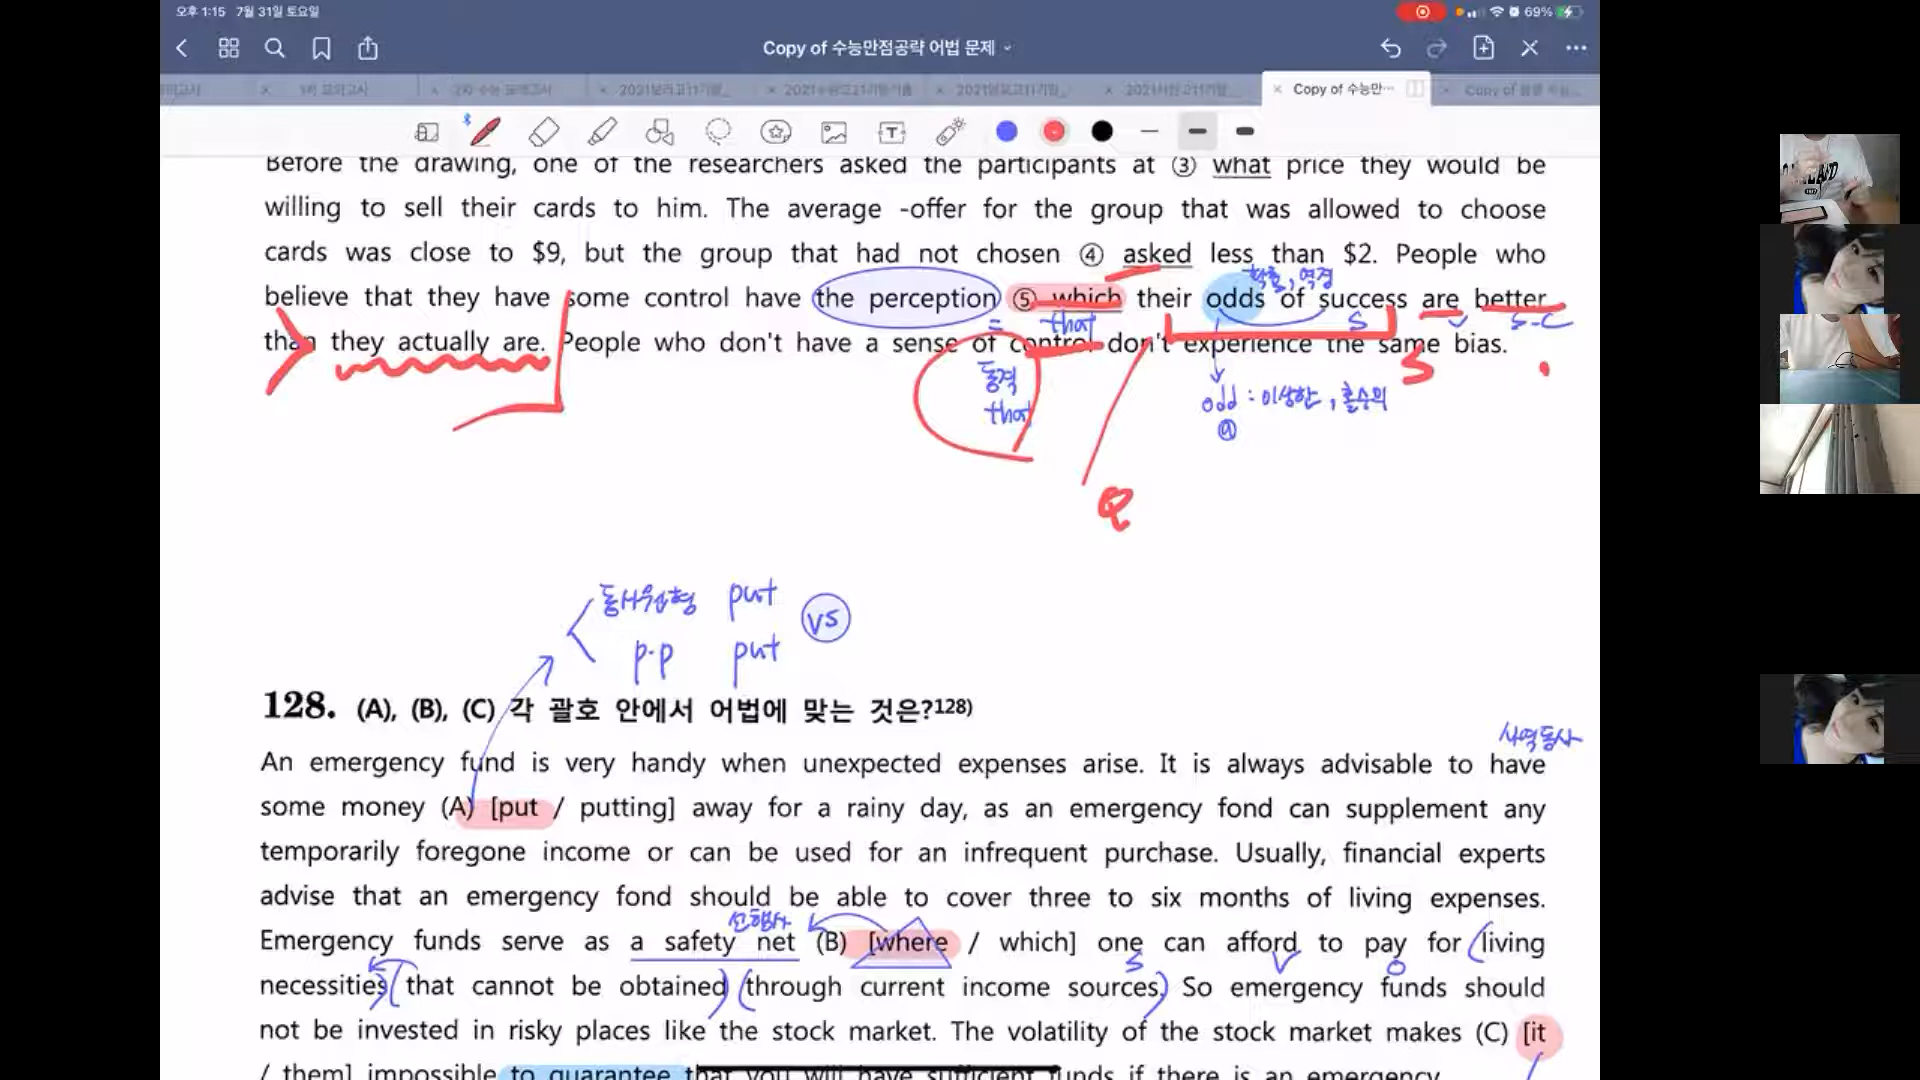 오후 1:15 7월 31일 토요일
69%
Copy of 수능만점공략 어법 문제
Copy of 수능만…
Before the drawing, one of the researchers asked the participants at ③ what price they would be
willing to sell their cards to him. The average -offer for the group that was allowed to choose
cards was close to $9, but the group that had not chosen ④ asked less than $2. People who
확률, 역경
believe that they have some control have the perception ⑤ which their odds of success are better
= that S v S-C
than they actually are. People who don't have a sense of control don't experience the same bias.
동격 S
that
odd : 이상한, 홀수의
ⓐ
동사원형 put
vs
p.p put
128. (A), (B), (C) 각 괄호 안에서 어법에 맞는 것은?128)
사역동사
An emergency fund is very handy when unexpected expenses arise. It is always advisable to have
some money (A) [put / putting] away for a rainy day, as an emergency fond can supplement any
temporarily foregone income or can be used for an infrequent purchase. Usually, financial experts
advise that an emergency fond should be able to cover three to six months of living expenses.
선행사
Emergency funds serve as a safety net (B) [where / which] one can afford to pay for living
S V O
necessities that cannot be obtained through current income sources. So emergency funds should
not be invested in risky places like the stock market. The volatility of the stock market makes (C) [it
/ them] impossible to guarantee that you will have sufficient funds if there is an emergency.